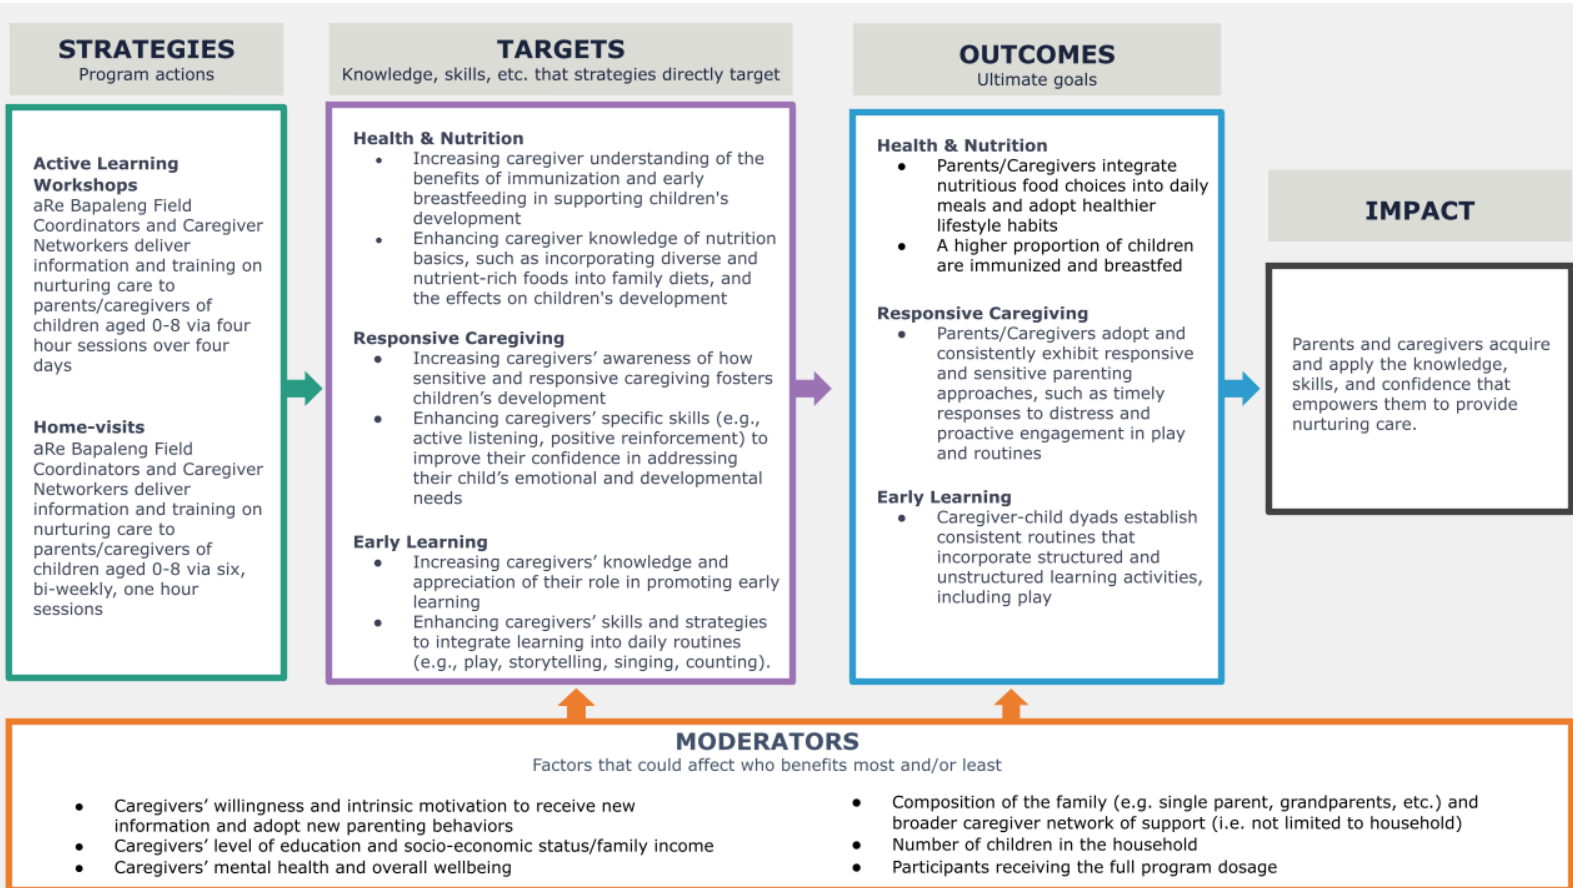 STRATEGIES
Program actions
Active Learning
Workshops
aRe Bapaleng Field
Coordinators and Caregiver
Networkers deliver
information and training on
nurturing care to
parents/caregivers of
children aged 0-8 via four
hour sessions over four
days
Home-visits
aRe Bapaleng Field
Coordinators and Caregiver
Networkers deliver
information and training on
nurturing care to
parents/caregivers of
children aged 0-8 via six,
bi-weekly, one hour
sessions
TARGETS
Knowledge, skills, etc. that strategies directly target
Health & Nutrition
● Increasing caregiver understanding of the
benefits of immunization and early
breastfeeding in supporting children's
development
● Enhancing caregiver knowledge of nutrition
basics, such as incorporating diverse and
nutrient-rich foods into family diets, and
the effects on children's development
Responsive Caregiving
● Increasing caregivers’ awareness of how
sensitive and responsive caregiving fosters
children’s development
● Enhancing caregivers’ specific skills (e.g.,
active listening, positive reinforcement) to
improve their confidence in addressing
their child’s emotional and developmental
needs
Early Learning
● Increasing caregivers’ knowledge and
appreciation of their role in promoting early
learning
● Enhancing caregivers’ skills and strategies
to integrate learning into daily routines
(e.g., play, storytelling, singing, counting).
OUTCOMES
Ultimate goals
Health & Nutrition
● Parents/Caregivers integrate
nutritious food choices into daily
meals and adopt healthier
lifestyle habits
● A higher proportion of children
are immunized and breastfed
Responsive Caregiving
● Parents/Caregivers adopt and
consistently exhibit responsive
and sensitive parenting
approaches, such as timely
responses to distress and
proactive engagement in play
and routines
Early Learning
● Caregiver-child dyads establish
consistent routines that
incorporate structured and
unstructured learning activities,
including play
IMPACT
Parents and caregivers acquire
and apply the knowledge,
skills, and confidence that
empowers them to provide
nurturing care.
MODERATORS
Factors that could affect who benefits most and/or least
● Caregivers’ willingness and intrinsic motivation to receive new
information and adopt new parenting behaviors
● Caregivers’ level of education and socio-economic status/family income
● Caregivers’ mental health and overall wellbeing
● Composition of the family (e.g. single parent, grandparents, etc.) and
broader caregiver network of support (i.e. not limited to household)
● Number of children in the household
● Participants receiving the full program dosage